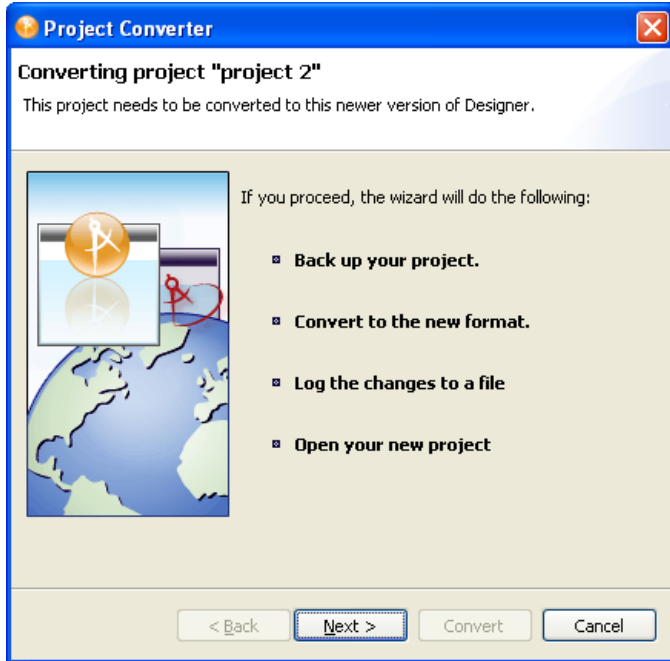 Project Converter
Converting project "project 2"
This project needs to be converted to this newer version of Designer.
If you proceed, the wizard will do the following:
Back up your project.
Convert to the new format.
Log the changes to a file
Open your new project
< Back Next > Convert Cancel